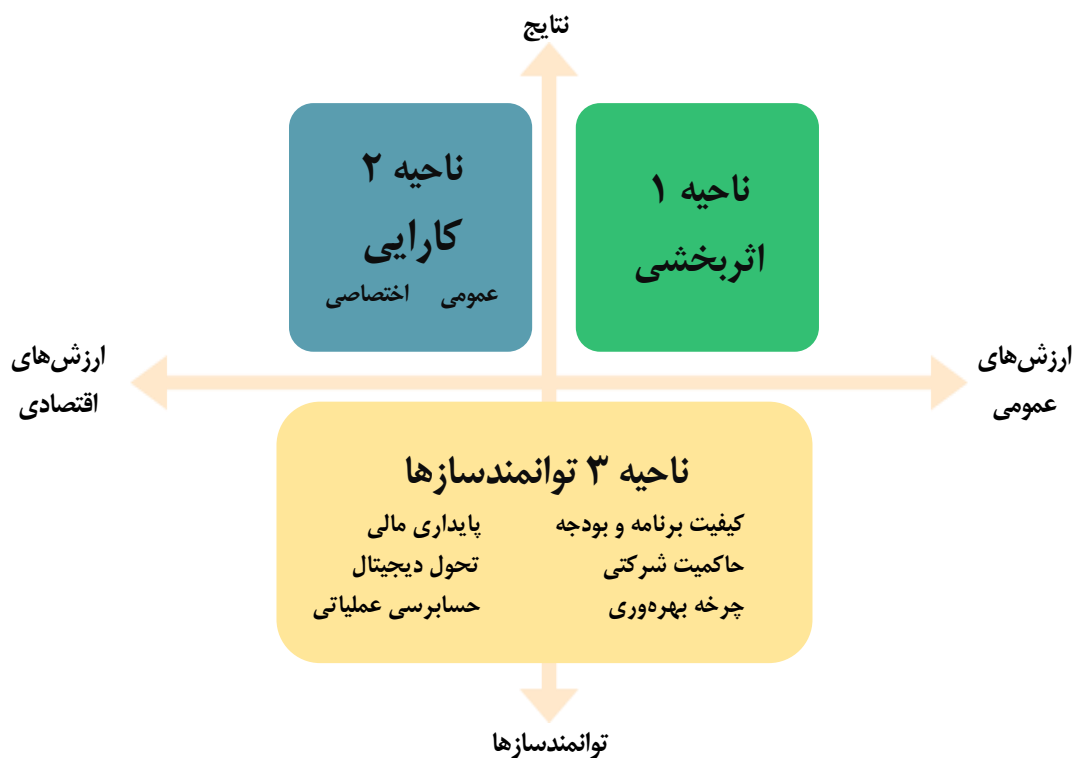 نتایج
ناحیه ۱
اثربخشی
ناحیه ۲
کارایی
عمومی اختصاصی
ارزش‌های
عمومی
ارزش‌های
اقتصادی
ناحیه ۳ توانمندسازها
کیفیت برنامه و بودجه
حاکمیت شرکتی
چرخه بهره‌وری
پایداری مالی
تحول دیجیتال
حسابرسی عملیاتی
توانمندسازها